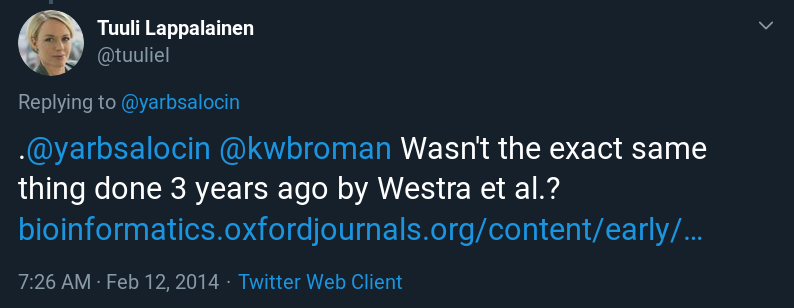 Tuuli Lappalainen
@tuuliel
Replying to @yarbsalocin
.@yarbsalocin @kwbroman Wasn't the exact same
thing done 3 years ago by Westra et al.?
bioinformatics.oxfordjournals.org/content/early/…
7:26 AM · Feb 12, 2014 · Twitter Web Client